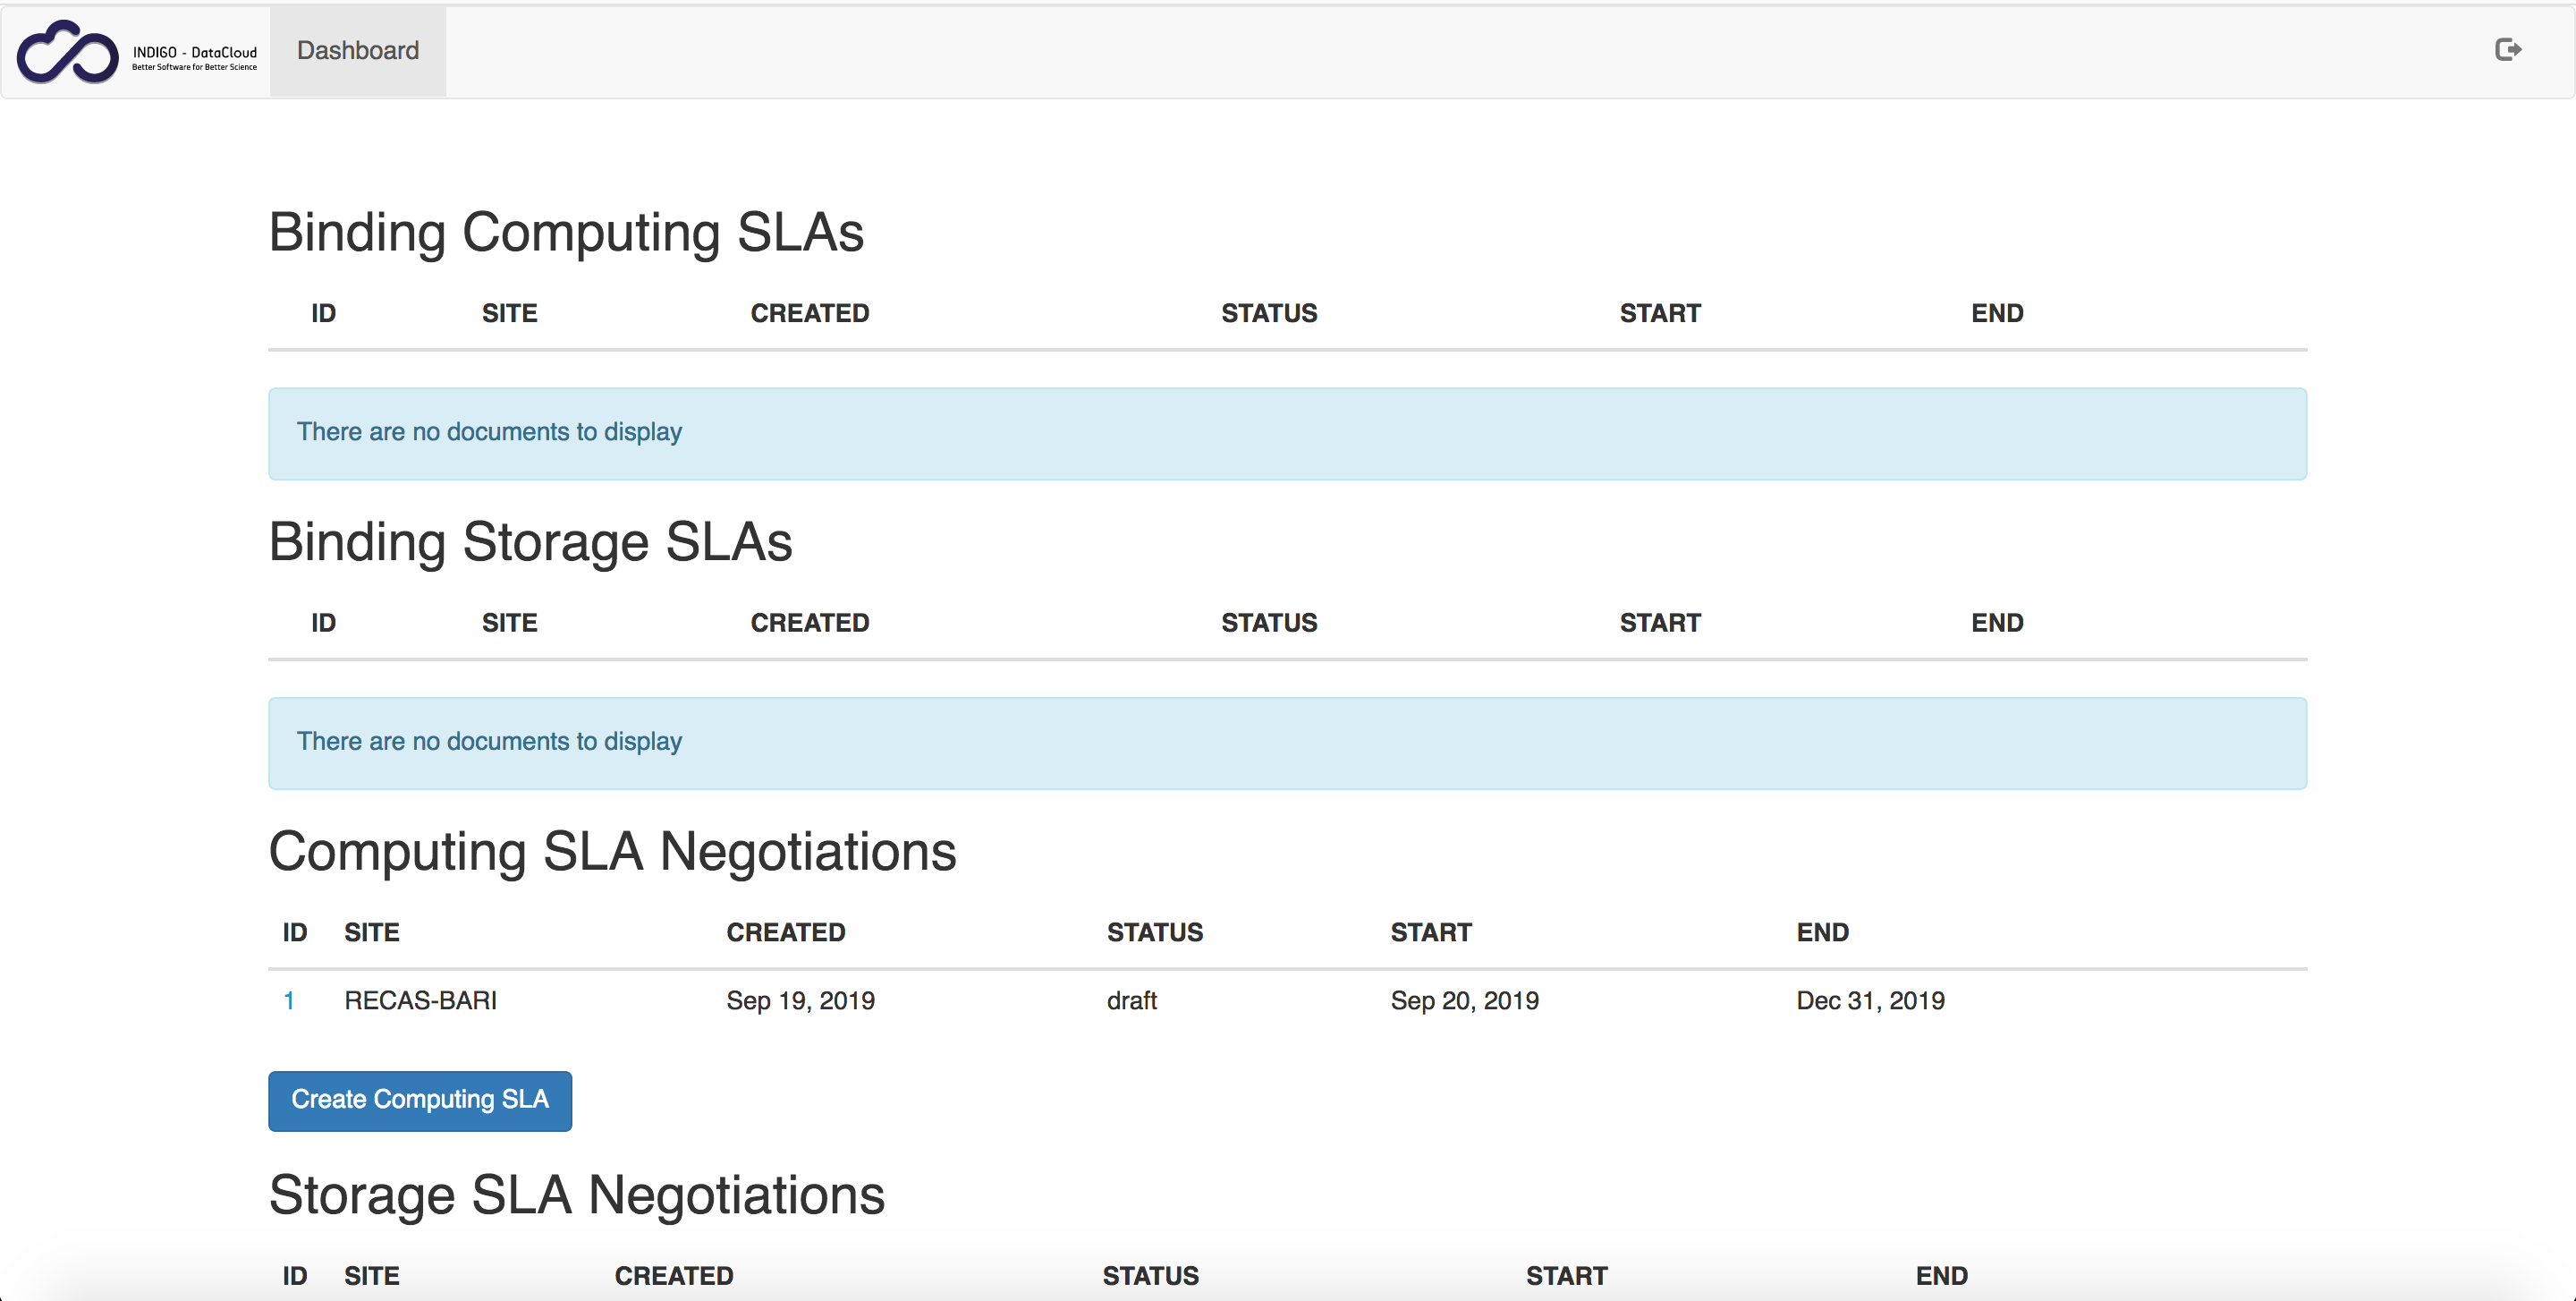 INDIGO - DataCloud
Better Software for Better Science
Dashboard
Binding Computing SLAs
ID SITE CREATED STATUS START END
There are no documents to display
Binding Storage SLAs
ID SITE CREATED STATUS START END
There are no documents to display
Computing SLA Negotiations
ID SITE CREATED STATUS START END
1 RECAS-BARI Sep 19, 2019 draft Sep 20, 2019 Dec 31, 2019
Create Computing SLA
Storage SLA Negotiations
ID SITE CREATED STATUS START END